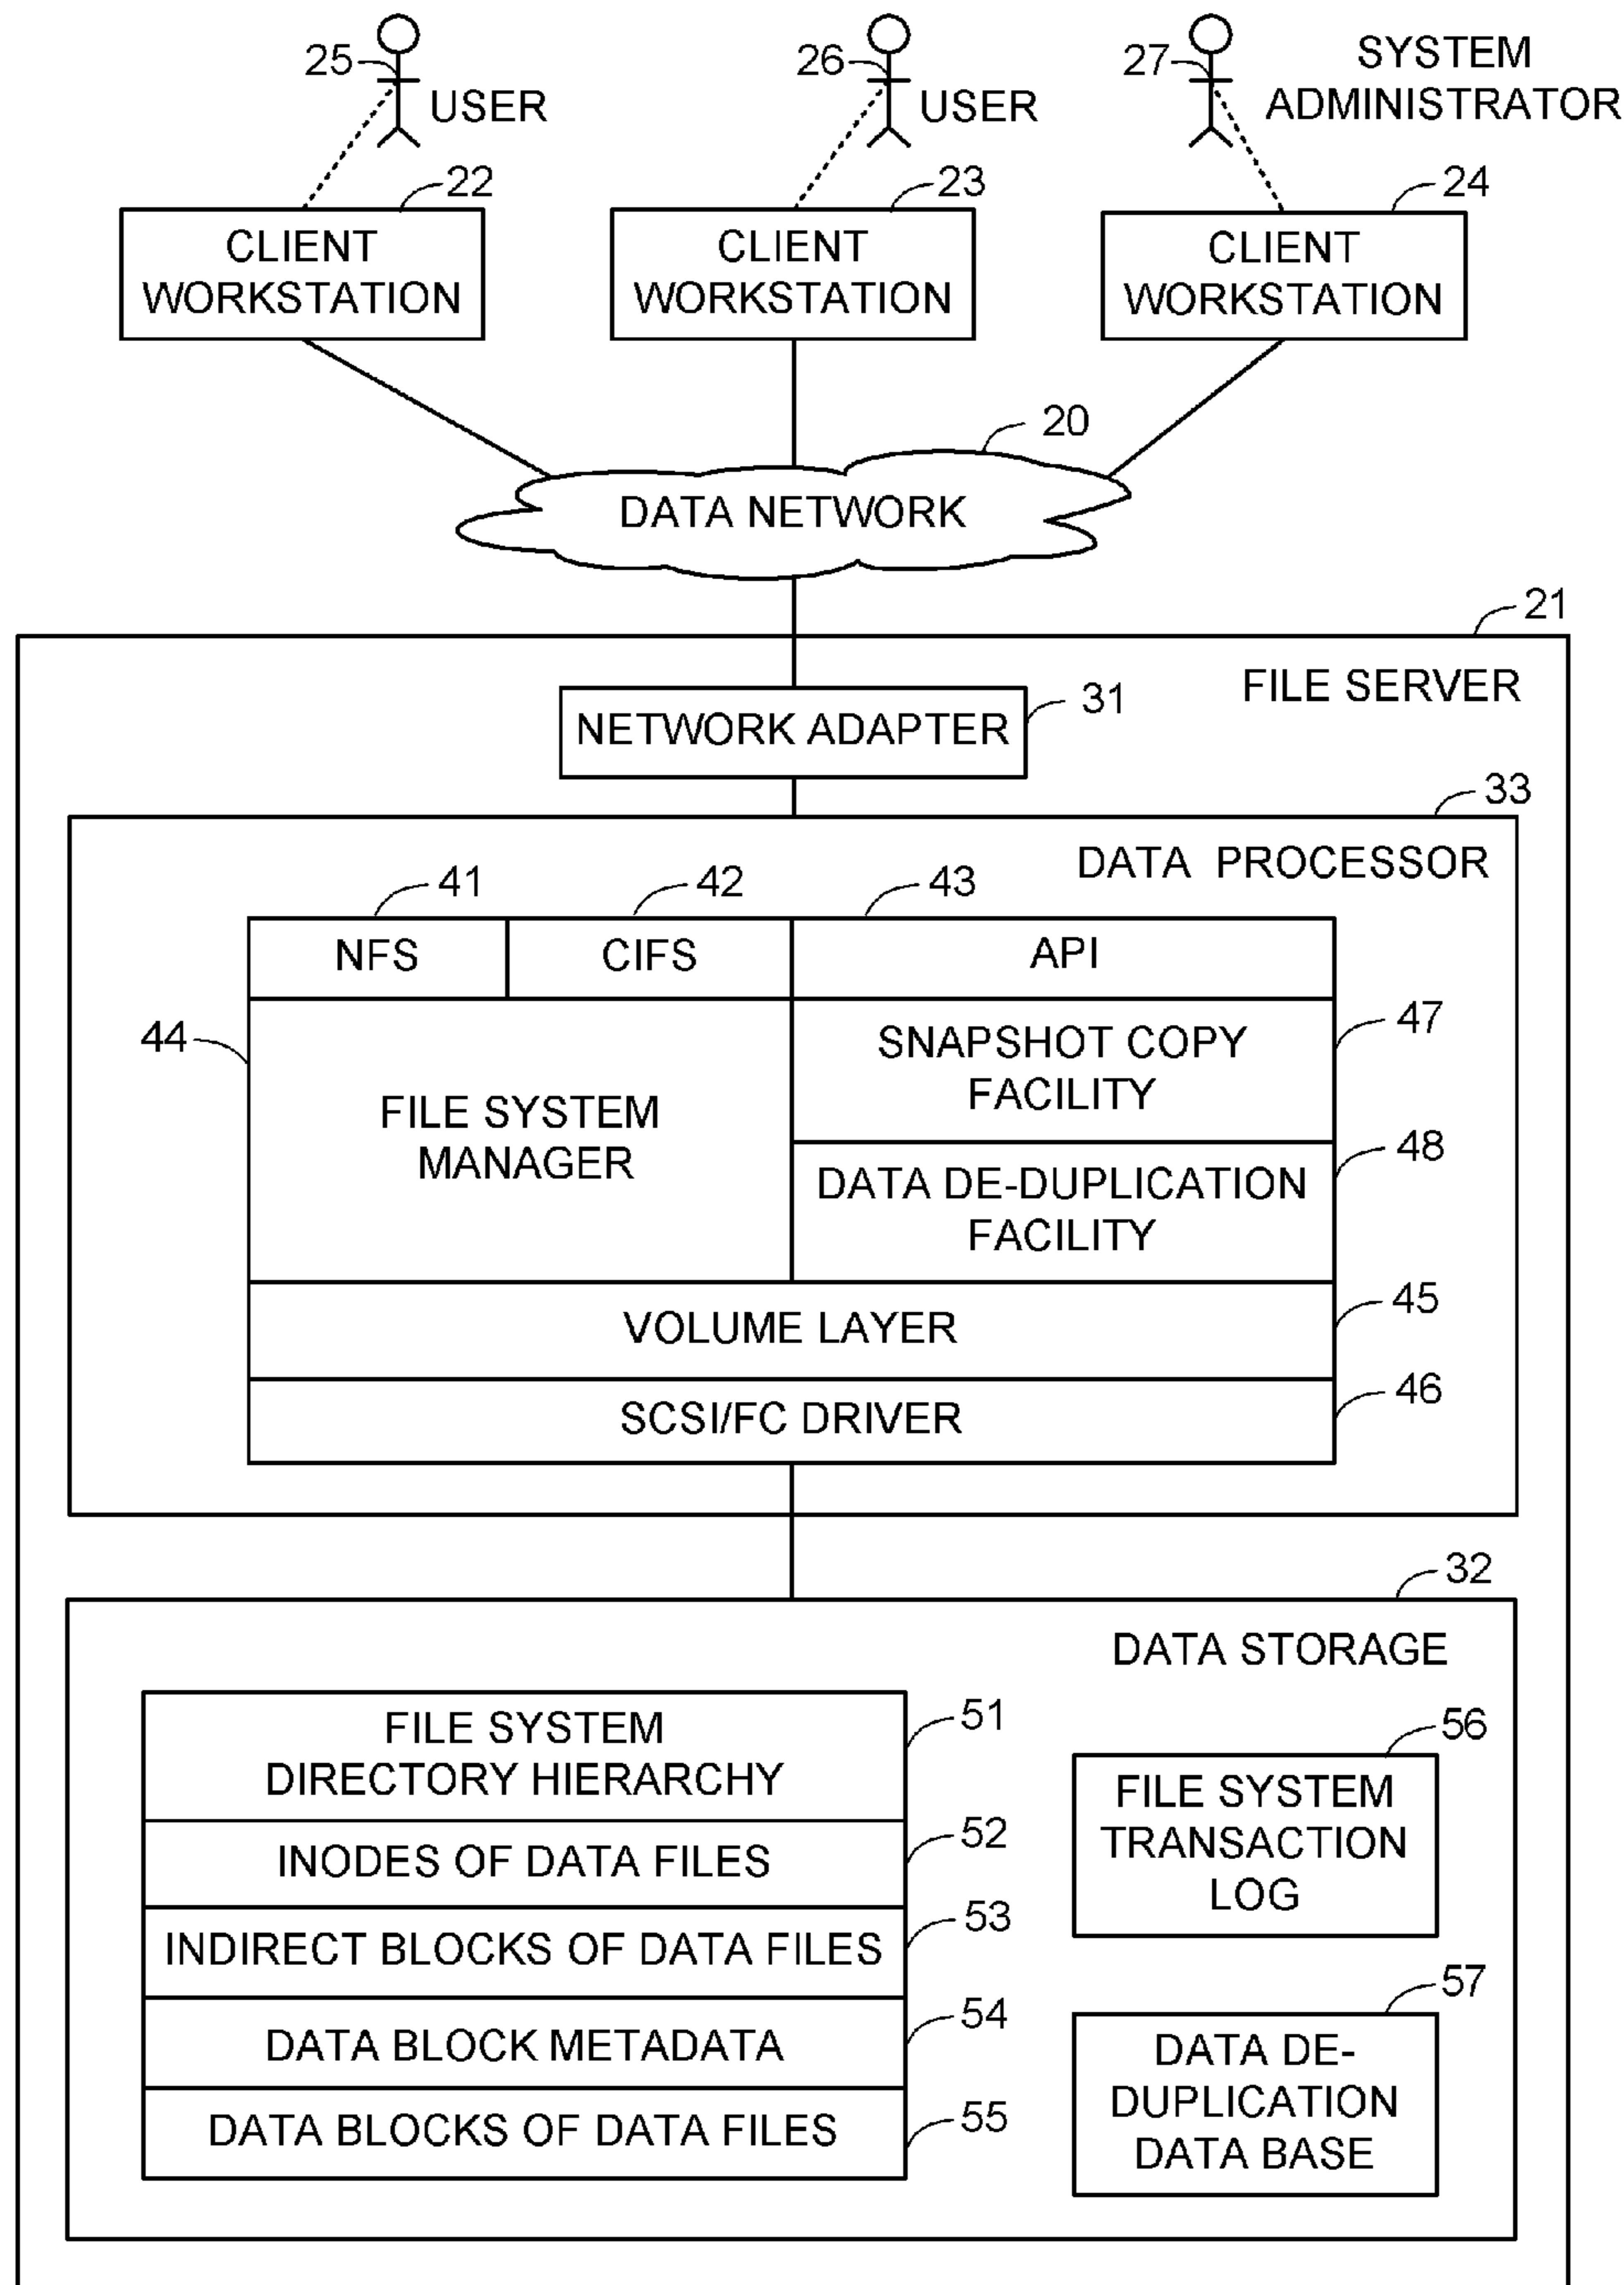 25
USER
26
USER
27
SYSTEM
ADMINISTRATOR
22
CLIENT
WORKSTATION
23
CLIENT
WORKSTATION
24
CLIENT
WORKSTATION
20
DATA NETWORK
21
FILE SERVER
NETWORK ADAPTER
31
33
DATA PROCESSOR
41
42
43
NFS
CIFS
API
44
FILE SYSTEM
MANAGER
SNAPSHOT COPY
FACILITY
47
DATA DE-DUPLICATION
FACILITY
48
VOLUME LAYER
45
SCSI/FC DRIVER
46
32
DATA STORAGE
FILE SYSTEM
DIRECTORY HIERARCHY
51
INODES OF DATA FILES
52
INDIRECT BLOCKS OF DATA FILES
53
DATA BLOCK METADATA
54
DATA BLOCKS OF DATA FILES
55
56
FILE SYSTEM
TRANSACTION
LOG
57
DATA DE-
DUPLICATION
DATA BASE